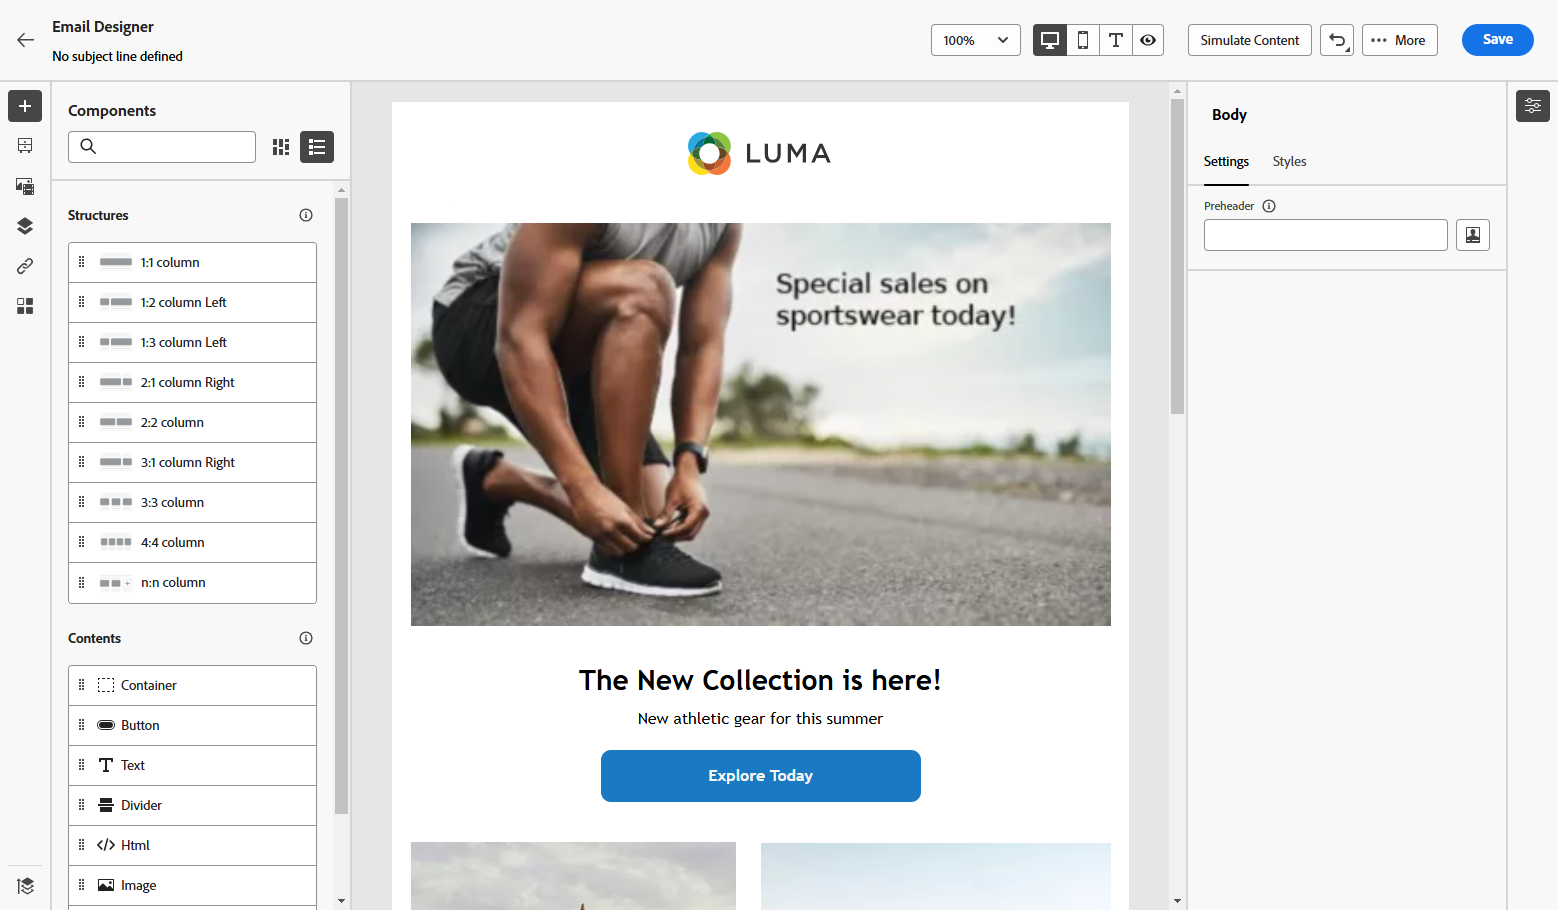 Email Designer
No subject line defined
100%
Simulate Content
More
Save
Components
Structures
1:1 column
1:2 column Left
1:3 column Left
2:1 column Right
2:2 column
3:1 column Right
3:3 column
4:4 column
n:n column
Contents
Container
Button
Text
Divider
Html
Image
LUMA
Special sales on
sportswear today!
The New Collection is here!
New athletic gear for this summer
Explore Today
Body
Settings
Styles
Preheader